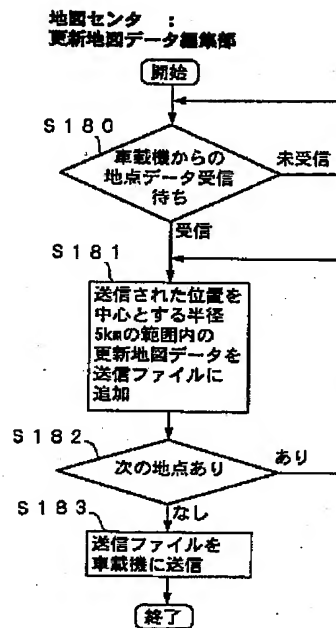 地図センタ :
更新地図データ編集部
開始
S180
車載機からの
地点データ受信
待ち
未受信
受信
S181
送信された位置を
中心とする半径
5kmの範囲内の
更新地図データを
送信ファイルに
追加
S182
次の地点あり
あり
なし
S183
送信ファイルを
車載機に送信
終了